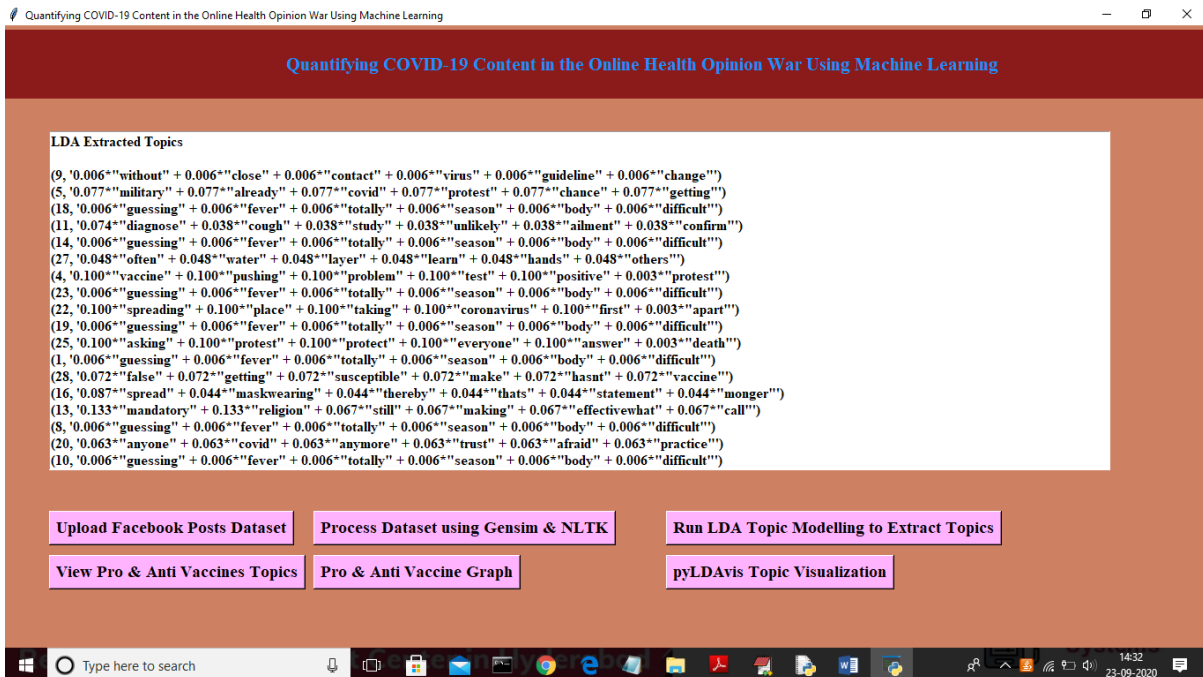 Quantifying COVID-19 Content in the Online Health Opinion War Using Machine Learning
Quantifying COVID-19 Content in the Online Health Opinion War Using Machine Learning
LDA Extracted Topics
(9, '0.006*"without" + 0.006*"close" + 0.006*"contact" + 0.006*"virus" + 0.006*"guideline" + 0.006*"change"')
(5, '0.077*"military" + 0.077*"already" + 0.077*"covid" + 0.077*"protest" + 0.077*"chance" + 0.077*"getting"')
(18, '0.006*"guessing" + 0.006*"fever" + 0.006*"totally" + 0.006*"season" + 0.006*"body" + 0.006*"difficult"')
(11, '0.074*"diagnose" + 0.038*"cough" + 0.038*"study" + 0.038*"unlikely" + 0.038*"ailment" + 0.038*"confirm"')
(14, '0.006*"guessing" + 0.006*"fever" + 0.006*"totally" + 0.006*"season" + 0.006*"body" + 0.006*"difficult"')
(27, '0.048*"often" + 0.048*"water" + 0.048*"layer" + 0.048*"learn" + 0.048*"hands" + 0.048*"others"')
(4, '0.100*"vaccine" + 0.100*"pushing" + 0.100*"problem" + 0.100*"test" + 0.100*"positive" + 0.003*"protest"')
(23, '0.006*"guessing" + 0.006*"fever" + 0.006*"totally" + 0.006*"season" + 0.006*"body" + 0.006*"difficult"')
(22, '0.100*"spreading" + 0.100*"place" + 0.100*"taking" + 0.100*"coronavirus" + 0.100*"first" + 0.003*"apart"')
(19, '0.006*"guessing" + 0.006*"fever" + 0.006*"totally" + 0.006*"season" + 0.006*"body" + 0.006*"difficult"')
(25, '0.100*"asking" + 0.100*"protest" + 0.100*"protect" + 0.100*"everyone" + 0.100*"answer" + 0.003*"death"')
(1, '0.006*"guessing" + 0.006*"fever" + 0.006*"totally" + 0.006*"season" + 0.006*"body" + 0.006*"difficult"')
(28, '0.072*"false" + 0.072*"getting" + 0.072*"susceptible" + 0.072*"make" + 0.072*"hasnt" + 0.072*"vaccine"')
(16, '0.087*"spread" + 0.044*"maskwearing" + 0.044*"thereby" + 0.044*"thats" + 0.044*"statement" + 0.044*"monger"')
(13, '0.133*"mandatory" + 0.133*"religion" + 0.067*"still" + 0.067*"making" + 0.067*"effectivewhat" + 0.067*"call"')
(8, '0.006*"guessing" + 0.006*"fever" + 0.006*"totally" + 0.006*"season" + 0.006*"body" + 0.006*"difficult"')
(20, '0.063*"anyone" + 0.063*"covid" + 0.063*"anymore" + 0.063*"trust" + 0.063*"afraid" + 0.063*"practice"')
(10, '0.006*"guessing" + 0.006*"fever" + 0.006*"totally" + 0.006*"season" + 0.006*"body" + 0.006*"difficult"')
Upload Facebook Posts Dataset
Process Dataset using Gensim & NLTK
Run LDA Topic Modelling to Extract Topics
View Pro & Anti Vaccines Topics
Pro & Anti Vaccine Graph
pyLDAvis Topic Visualization
Type here to search
14:32
23-09-2020